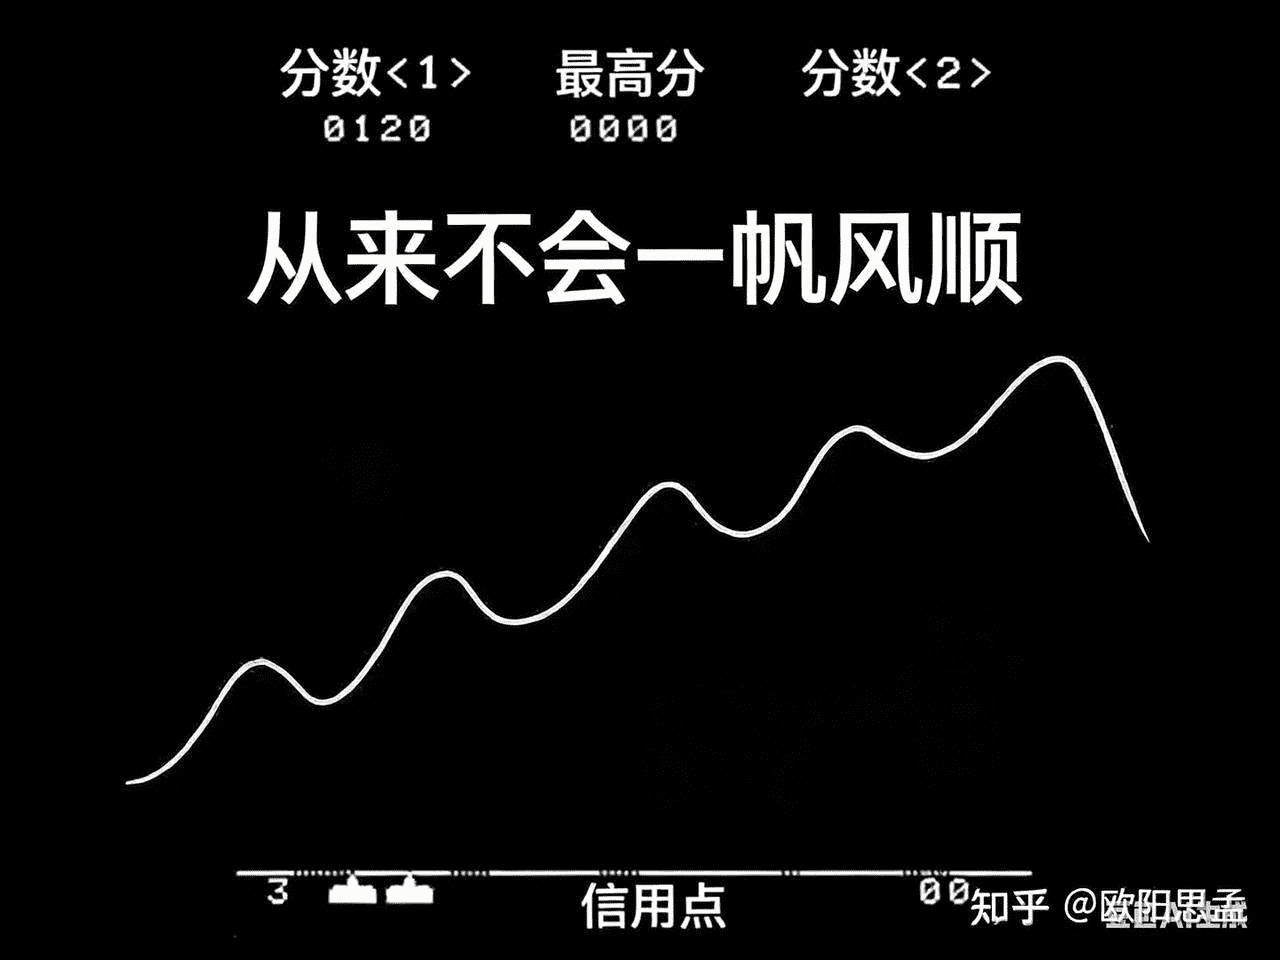 分数<1> 最高分 分数<2>
0120 0000
从来不会一帆风顺
3 信用点 00
知乎 @欧阳思孟